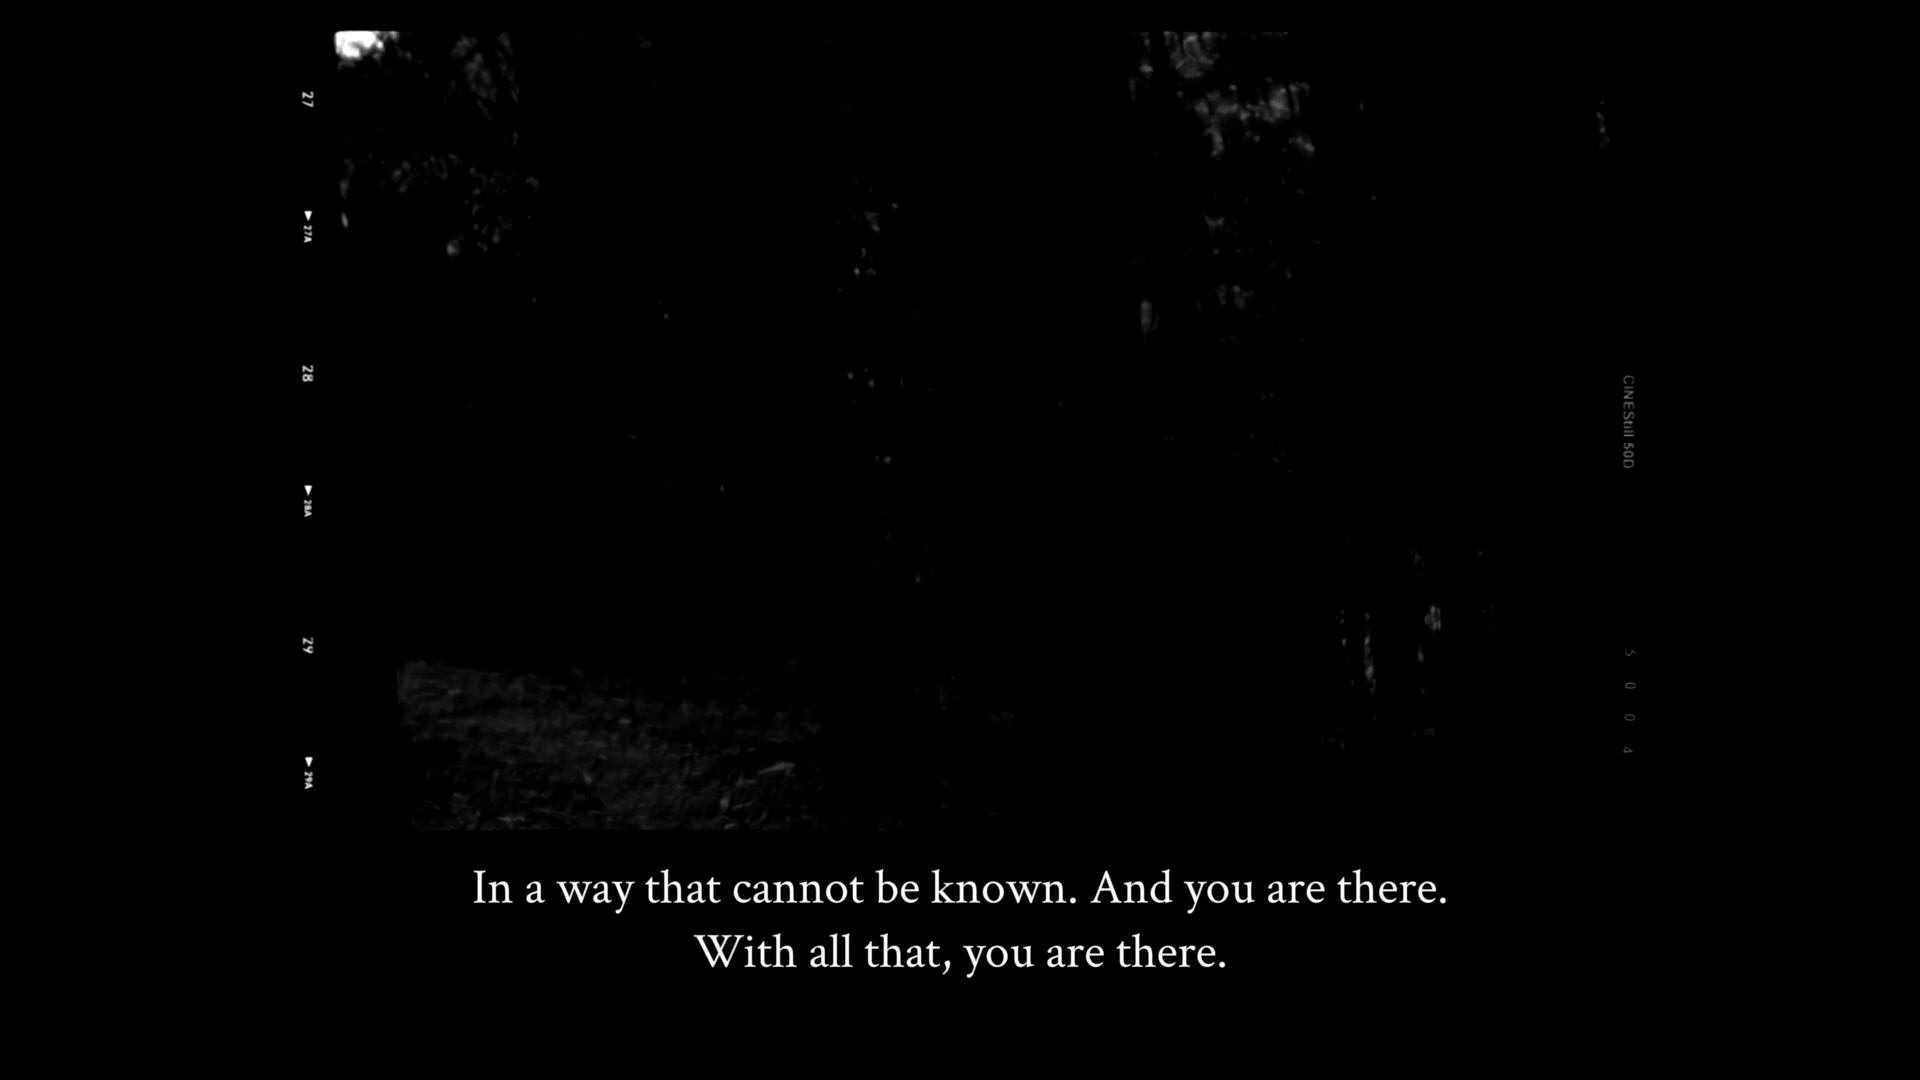 27
▶ 27A
28
▶ 28A
29
▶ 29A
CINEStill 50D
5 0 0 4
In a way that cannot be known. And you are there.
With all that, you are there.